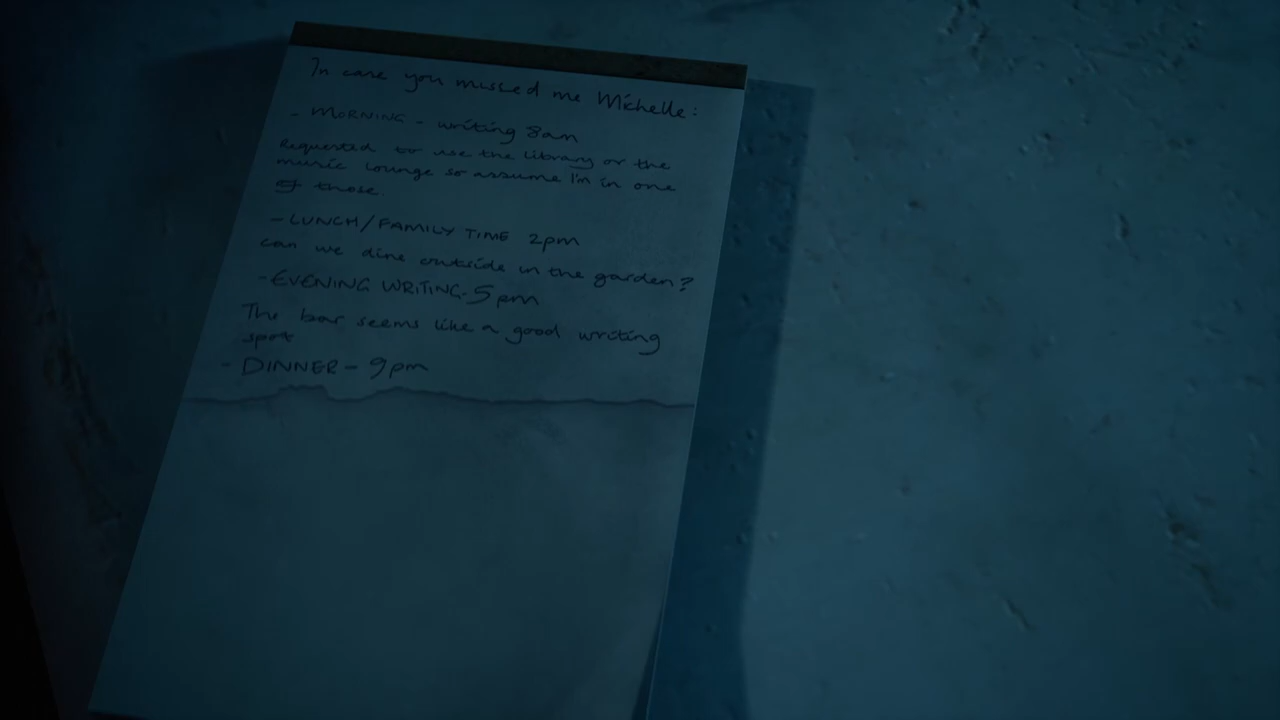 In case you missed me Michelle:
- MORNING - writing 8am
Requested to use the library or the
music lounge so assume I'm in one
of those.
- LUNCH/FAMILY TIME 2pm
can we dine outside in the garden?
- EVENING WRITING. 5pm
The bar seems like a good writing
spot
- DINNER - 9pm